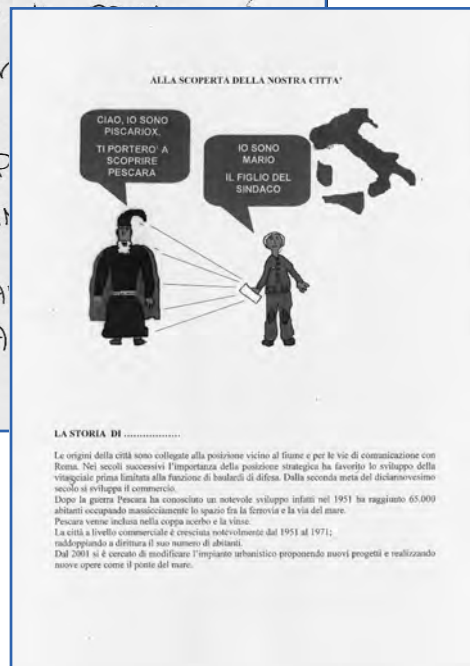 ALLA SCOPERTA DELLA NOSTRA CITTA'
CIAO, IO SONO
PISCARIOX,
TI PORTERO' A
SCOPRIRE
PESCARA
IO SONO
MARIO
IL FIGLIO DEL
SINDACO
LA STORIA DI ..................
Le origini della città sono collegate alla posizione vicino al fiume e per le vie di comunicazione con
Roma. Nei secoli successivi l'importanza della posizione strategica ha favorito lo sviluppo della
vita sociale prima limitata alla funzione di baulardi di difesa. Dalla seconda metà del diciannovesimo
secolo si sviluppa il commercio.
Dopo la guerra Pescara ha conosciuto un notevole sviluppo infatti nel 1951 ha raggiunto 65.000
abitanti occupando massicciamente lo spazio fra la ferrovia e la via del mare.
Pescara venne inclusa nella coppa acerbo e la vinse.
La città a livello commerciale è cresciuta notevolmente dal 1951 al 1971;
raddoppiando a dirittura il suo numero di abitanti.
Dal 2001 si è cercato di modificare l'impianto urbanistico proponendo nuovi progetti e realizzando
nuove opere come il ponte del mare.